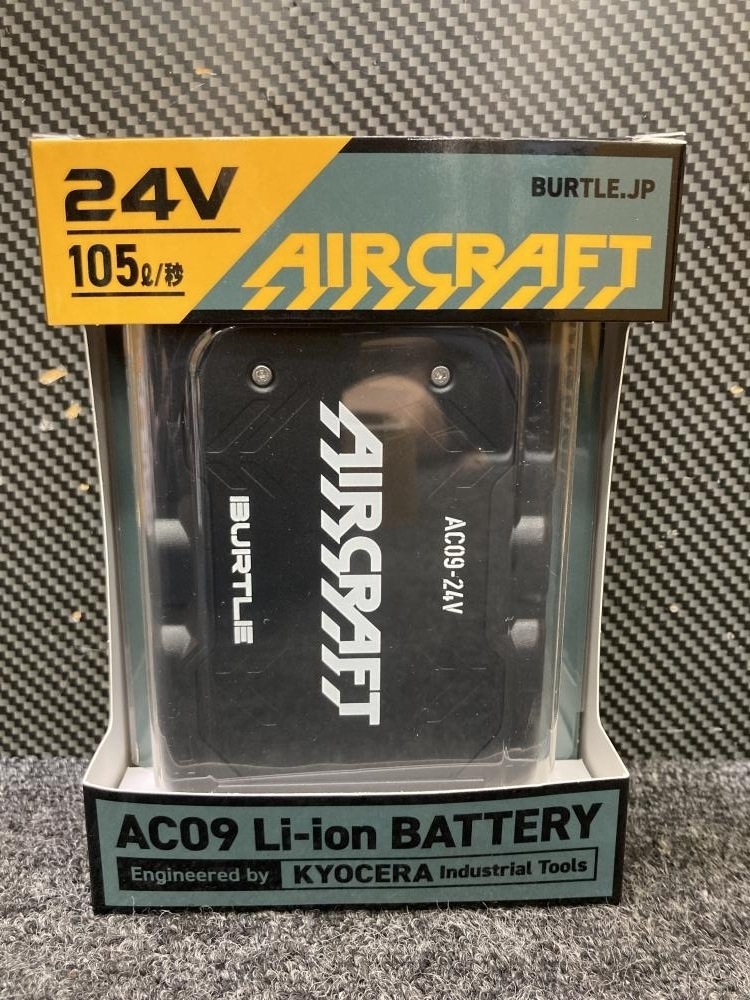 24V
105ℓ/秒
BURTLE.JP
AIRCRAFT
AIRCRAFT
BURTLE
AC09-24V
AC09 Li-ion BATTERY
Engineered by KYOCERA Industrial Tools